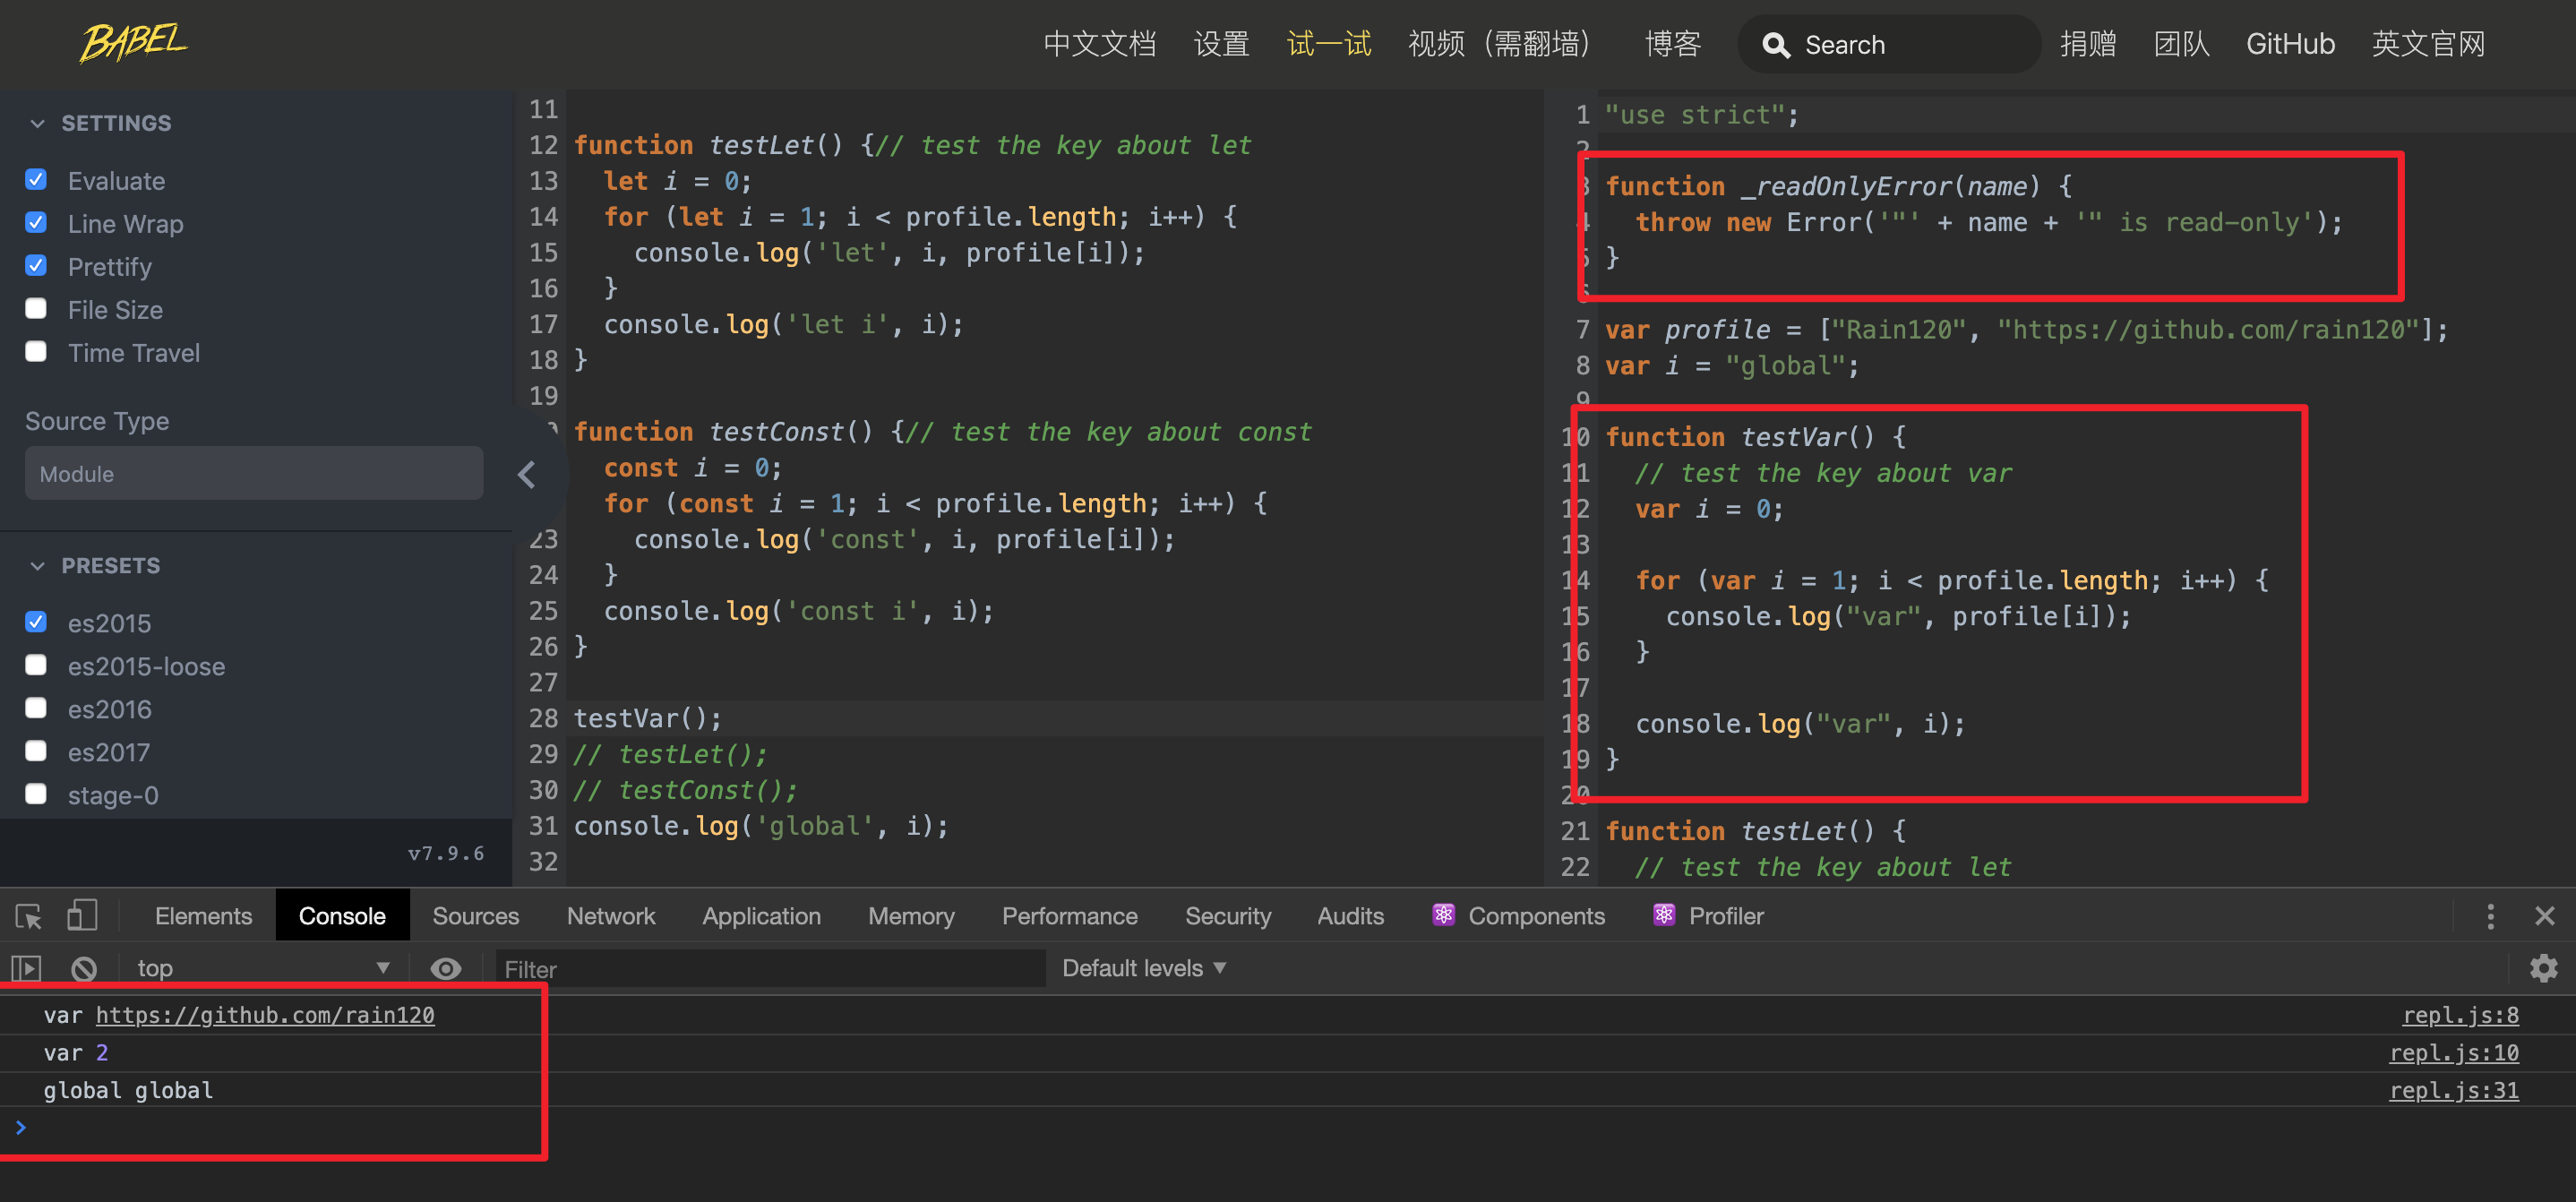 BABEL
中文文档 设置 试一试 视频（需翻墙） 博客 Search 捐赠 团队 GitHub 英文官网
SETTINGS
Evaluate
Line Wrap
Prettify
File Size
Time Travel
Source Type
Module
PRESETS
es2015
es2015-loose
es2016
es2017
stage-0
v7.9.6
11
12 function testLet() {// test the key about let
13 let i = 0;
14 for (let i = 1; i < profile.length; i++) {
15 console.log('let', i, profile[i]);
16 }
17 console.log('let i', i);
18 }
19
function testConst() {// test the key about const
const i = 0;
for (const i = 1; i < profile.length; i++) {
23 console.log('const', i, profile[i]);
24 }
25 console.log('const i', i);
26 }
27
28 testVar();
29 // testLet();
30 // testConst();
31 console.log('global', i);
32
1 "use strict";
2
3 function _readOnlyError(name) {
4 throw new Error('"' + name + '" is read-only');
5 }
6
7 var profile = ["Rain120", "https://github.com/rain120"];
8 var i = "global";
9
10 function testVar() {
11 // test the key about var
12 var i = 0;
13
14 for (var i = 1; i < profile.length; i++) {
15 console.log("var", profile[i]);
16 }
17
18 console.log("var", i);
19 }
20
21 function testLet() {
22 // test the key about let
Elements Console Sources Network Application Memory Performance Security Audits Components Profiler
top Filter Default levels
var https://github.com/rain120 repl.js:8
var 2 repl.js:10
global global repl.js:31